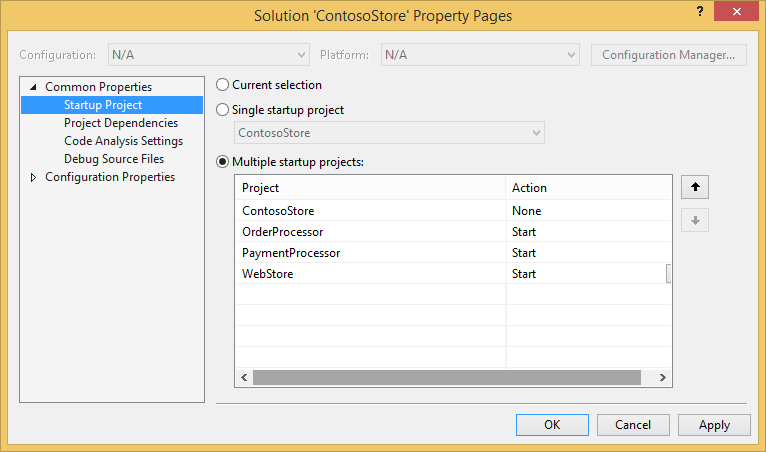 Solution 'ContosoStore' Property Pages
?
Configuration: N/A Platform: N/A Configuration Manager...
Common Properties
Startup Project
Project Dependencies
Code Analysis Settings
Debug Source Files
Configuration Properties
Current selection
Single startup project
ContosoStore
Multiple startup projects:
Project Action
ContosoStore None
OrderProcessor Start
PaymentProcessor Start
WebStore Start
OK Cancel Apply